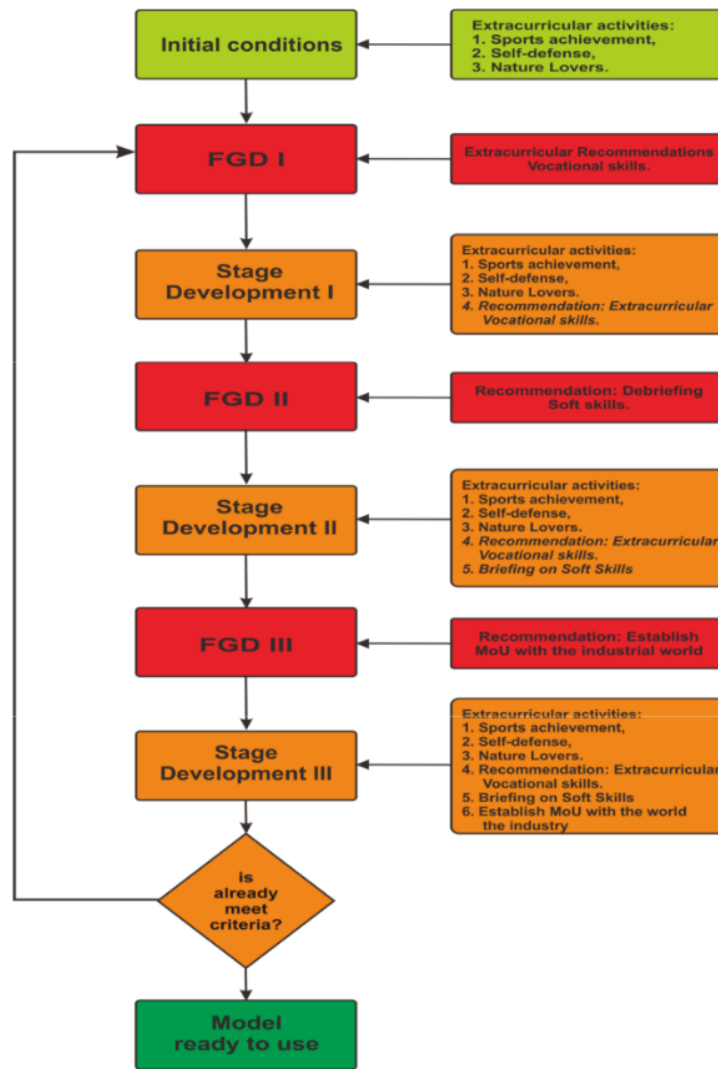 Initial conditions
Extracurricular activities:
1. Sports achievement,
2. Self-defense,
3. Nature Lovers.
FGD I
Extracurricular Recommendations
Vocational skills.
Stage
Development I
Extracurricular activities:
1. Sports achievement,
2. Self-defense,
3. Nature Lovers.
4. Recommendation: Extracurricular
Vocational skills.
FGD II
Recommendation: Debriefing
Soft skills.
Stage
Development II
Extracurricular activities:
1. Sports achievement,
2. Self-defense,
3. Nature Lovers.
4. Recommendation: Extracurricular
Vocational skills.
5. Briefing on Soft Skills
FGD III
Recommendation: Establish
MoU with the industrial world
Stage
Development III
Extracurricular activities:
1. Sports achievement,
2. Self-defense,
3. Nature Lovers.
4. Recommendation: Extracurricular
Vocational skills.
5. Briefing on Soft Skills
6. Establish MoU with the world
the industry
is
already
meet
criteria?
Model
ready to use